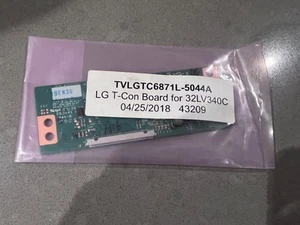 TVLGTC6871L-5044A
LG T-Con Board for 32LV340C
04/25/2018 43209